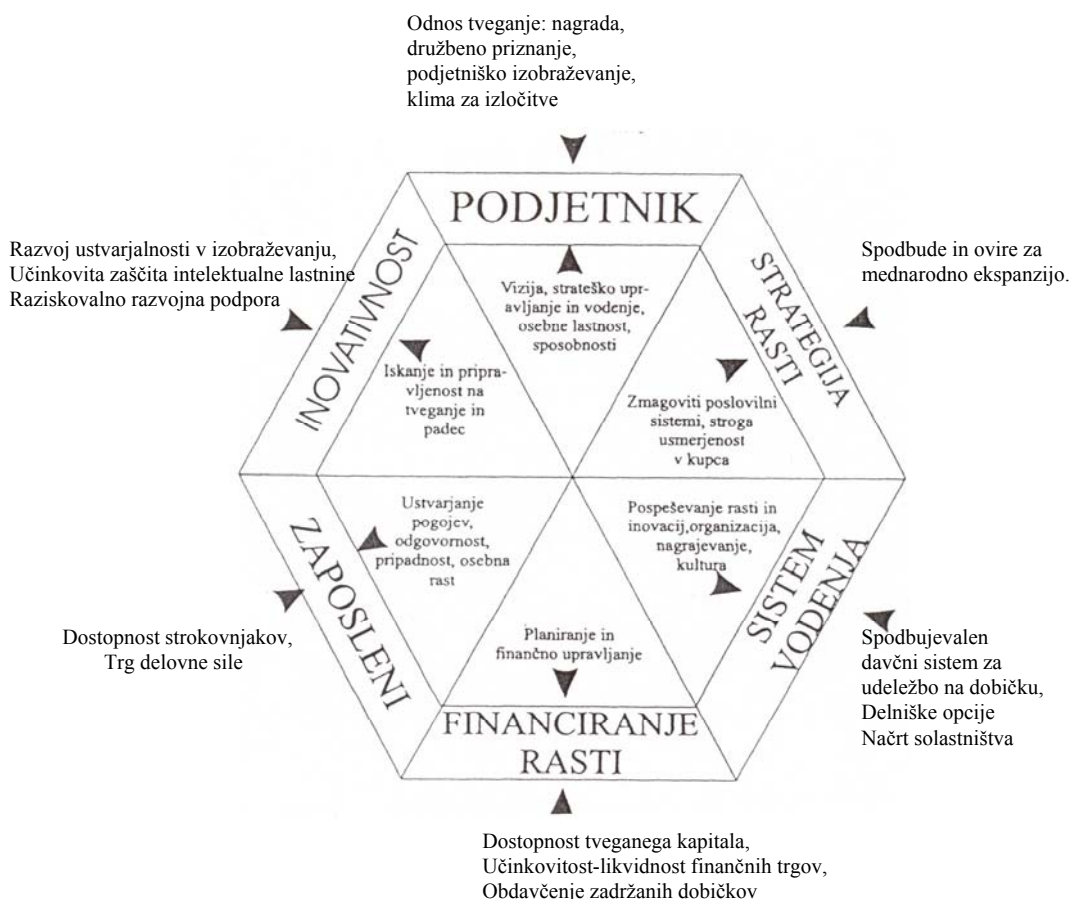 Odnos tveganje: nagrada,
družbeno priznanje,
podjetniško izobraževanje,
klima za izločitve
PODJETNIK
Vizija, strateško upr-
avljanje in vodenje,
osebne lastnost,
sposobnosti
Razvoj ustvarjalnosti v izobraževanju,
Učinkovita zaščita intelektualne lastnine
Raziskovalno razvojna podpora
INOVATIVNOST
Iskanje in pripra-
vljenost na
tveganje in
padec
Spodbude in ovire za
mednarodno ekspanzijo.
STRATEGIJA
RASTI
Zmagoviti poslovilni
sistemi, stroga
usmerjenost
v kupca
Ustvarjanje
pogojev,
odgovornost,
pripadnost, osebna
rast
ZAPOSLENI
Dostopnost strokovnjakov,
Trg delovne sile
Pospeševanje rasti in
inovacij,organizacija,
nagrajevanje,
kultura
SISTEM
VODENJA
Spodbujevalen
davčni sistem za
udeležbo na dobičku,
Delniške opcije
Načrt solastništva
Planiranje in
finančno upravljanje
FINANCIRANJE
RASTI
Dostopnost tveganega kapitala,
Učinkovitost-likvidnost finančnih trgov,
Obdavčenje zadržanih dobičkov